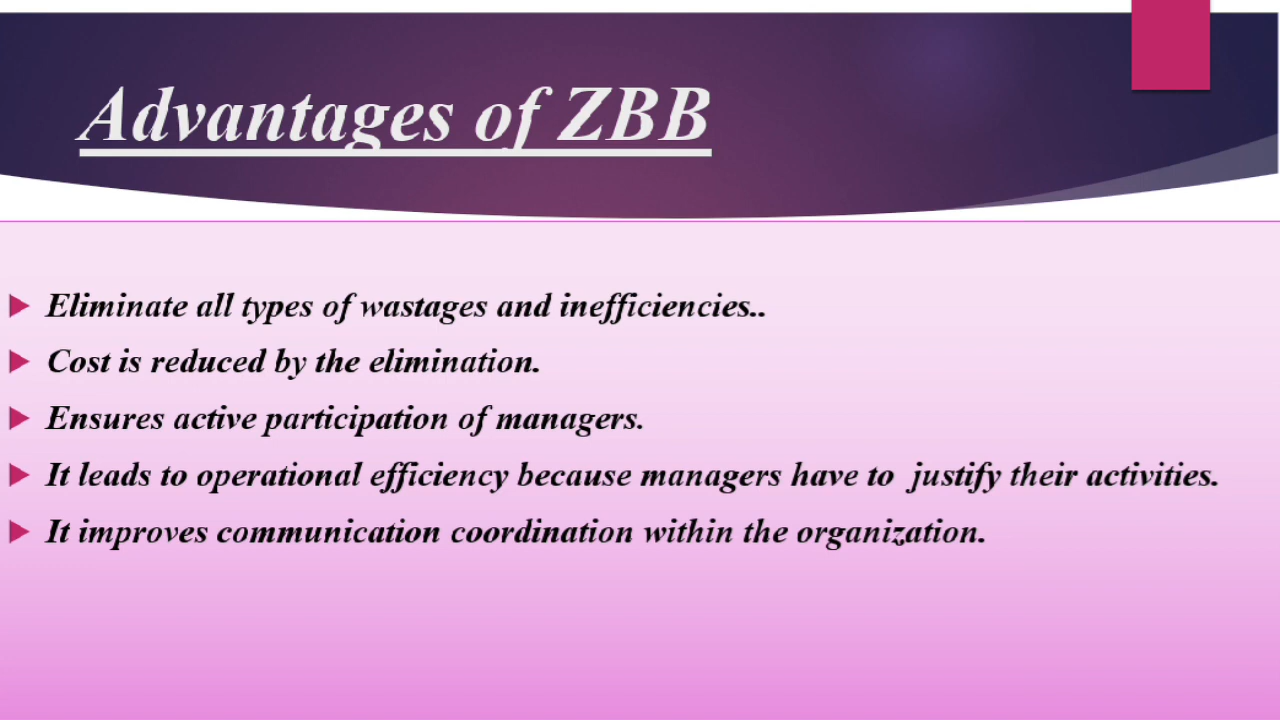 Advantages of ZBB
Eliminate all types of wastages and inefficiencies..
Cost is reduced by the elimination.
Ensures active participation of managers.
It leads to operational efficiency because managers have to  justify their activities.
It improves communication coordination within the organization.